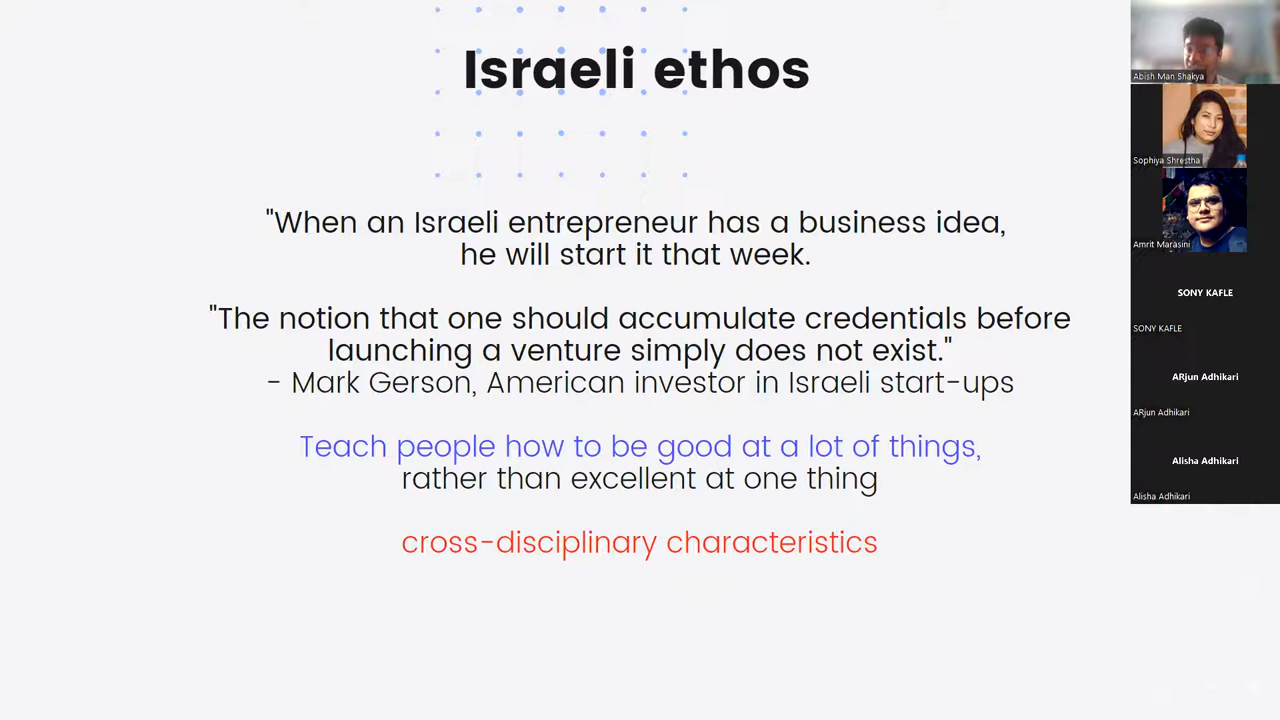 Israeli ethos
"When an Israeli entrepreneur has a business idea,
he will start it that week.
"The notion that one should accumulate credentials before
launching a venture simply does not exist."
- Mark Gerson, American investor in Israeli start-ups
Teach people how to be good at a lot of things,
rather than excellent at one thing
cross-disciplinary characteristics
Abish Man Shakya
Sophiya Shrestha
Amrit Marasini
SONY KAFLE
SONY KAFLE
ARjun Adhikari
ARjun Adhikari
Alisha Adhikari
Alisha Adhikari